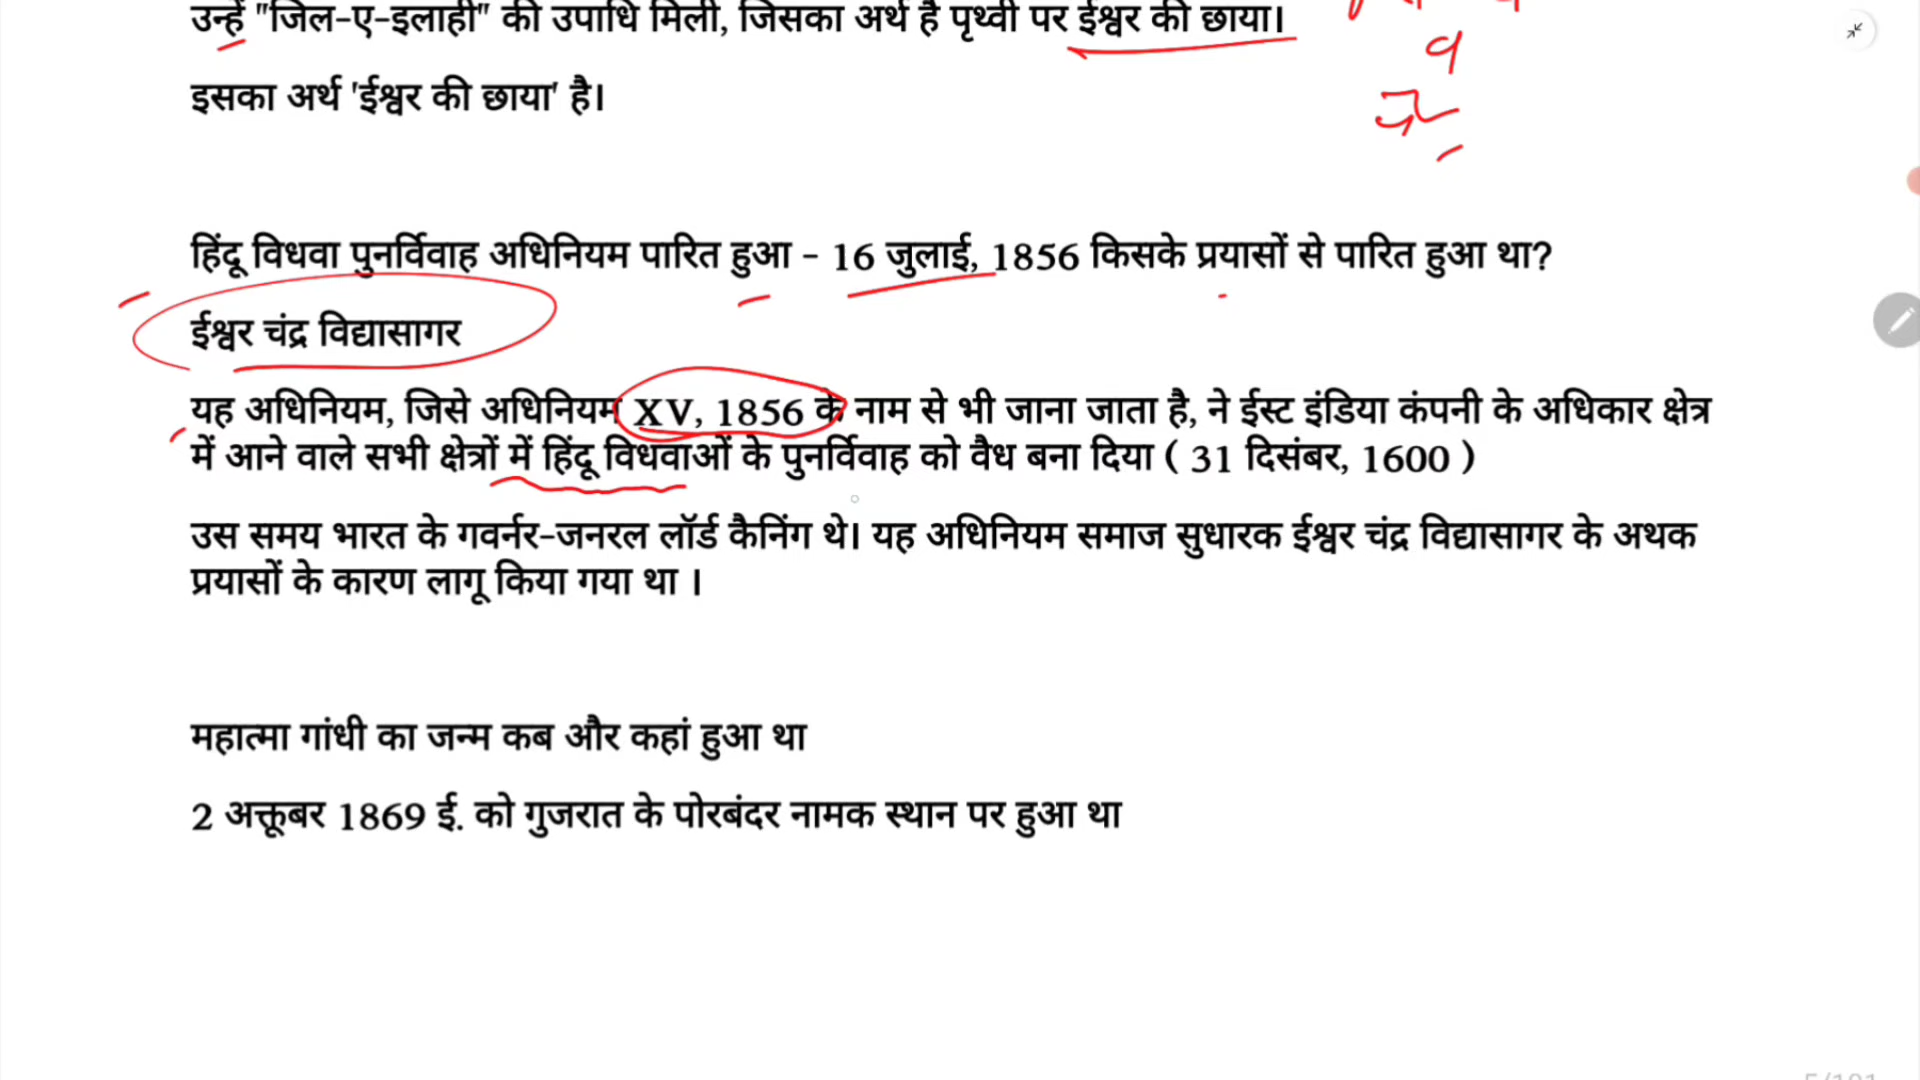 उन्हें "जिल-ए-इलाही" की उपाधि मिली, जिसका अर्थ है पृथ्वी पर ईश्वर की छाया।
इसका अर्थ 'ईश्वर की छाया' है।
हिंदू विधवा पुनर्विवाह अधिनियम पारित हुआ - 16 जुलाई, 1856 किसके प्रयासों से पारित हुआ था?
ईश्वर चंद्र विद्यासागर
यह अधिनियम, जिसे अधिनियम XV, 1856 के नाम से भी जाना जाता है, ने ईस्ट इंडिया कंपनी के अधिकार क्षेत्र
में आने वाले सभी क्षेत्रों में हिंदू विधवाओं के पुनर्विवाह को वैध बना दिया ( 31 दिसंबर, 1600 )
उस समय भारत के गवर्नर-जनरल लॉर्ड कैनिंग थे। यह अधिनियम समाज सुधारक ईश्वर चंद्र विद्यासागर के अथक
प्रयासों के कारण लागू किया गया था ।
महात्मा गांधी का जन्म कब और कहां हुआ था
2 अक्तूबर 1869 ई. को गुजरात के पोरबंदर नामक स्थान पर हुआ था